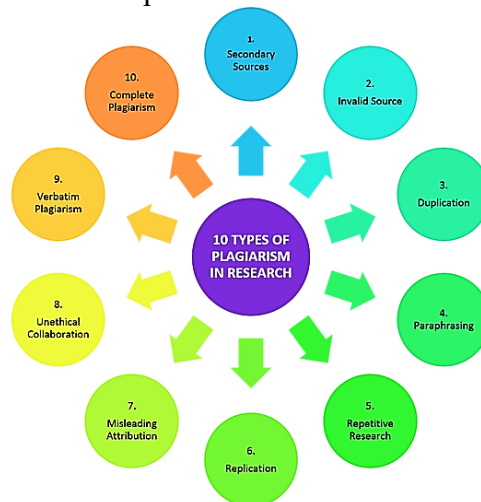 10 TYPES OF
PLAGIARISM
IN RESEARCH
1.
Secondary
Sources
2.
Invalid Source
3.
Duplication
4.
Paraphrasing
5.
Repetitive
Research
6.
Replication
7.
Misleading
Attribution
8.
Unethical
Collaboration
9.
Verbatim
Plagiarism
10.
Complete
Plagiarism